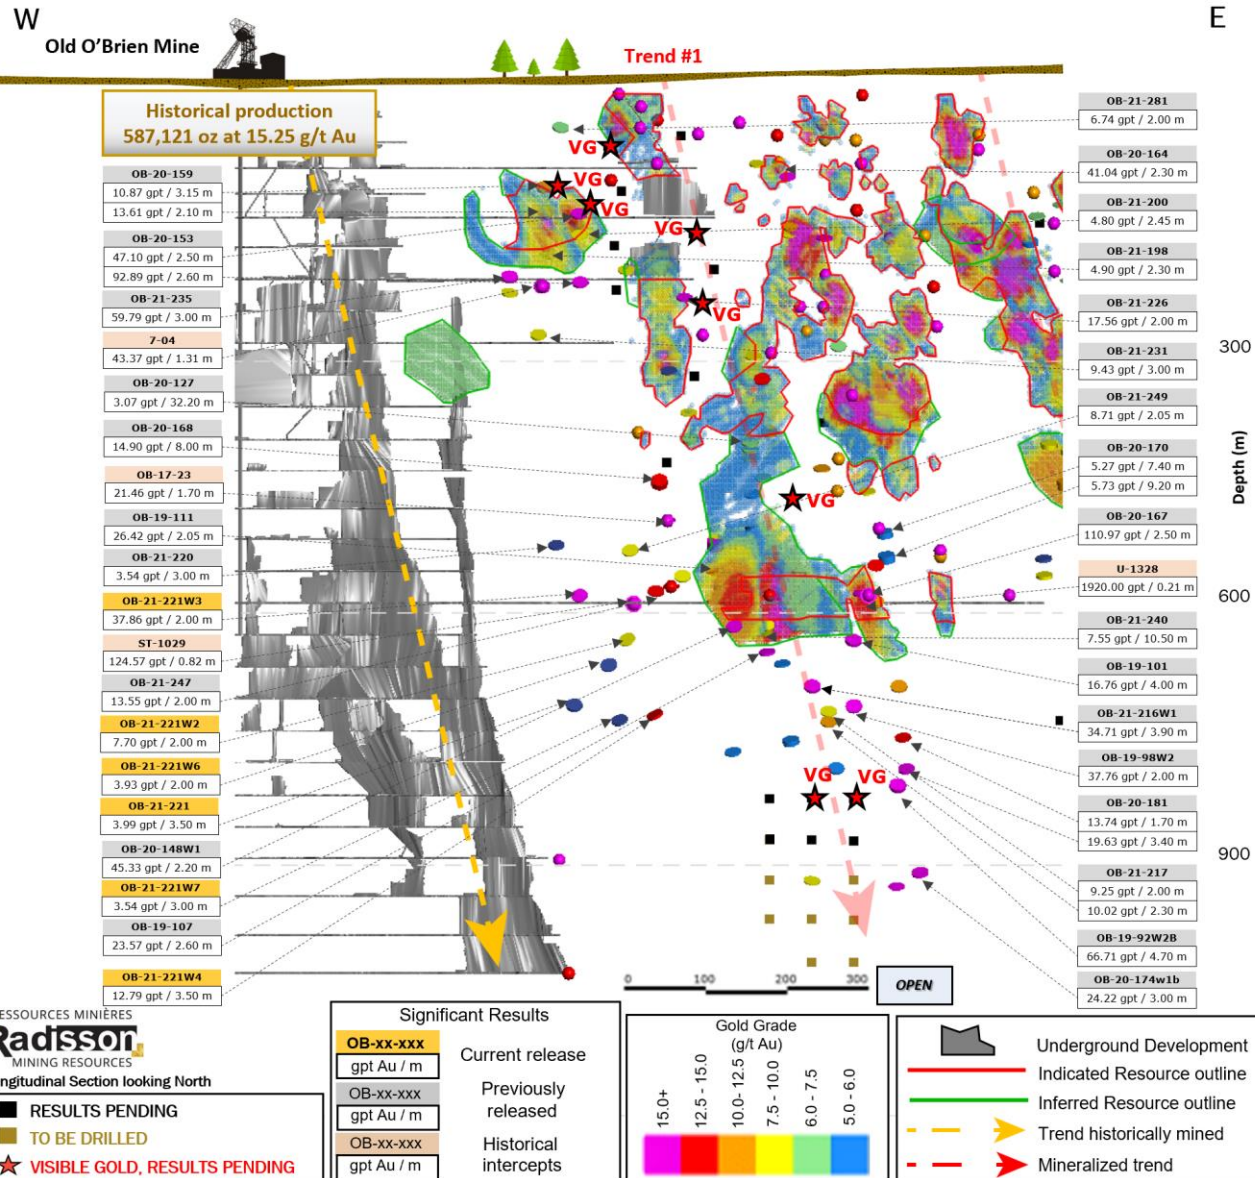 W
E
Old O'Brien Mine
Trend #1
Historical production
587,121 oz at 15.25 g/t Au
OB-20-159
10.87 gpt / 3.15 m
13.61 gpt / 2.10 m
OB-20-153
47.10 gpt / 2.50 m
92.89 gpt / 2.60 m
OB-21-235
59.79 gpt / 3.00 m
7-04
43.37 gpt / 1.31 m
OB-20-127
3.07 gpt / 32.20 m
OB-20-168
14.90 gpt / 8.00 m
OB-17-23
21.46 gpt / 1.70 m
OB-19-111
26.42 gpt / 2.05 m
OB-21-220
3.54 gpt / 3.00 m
OB-21-221W3
37.86 gpt / 2.00 m
ST-1029
124.57 gpt / 0.82 m
OB-21-247
13.55 gpt / 2.00 m
OB-21-221W2
7.70 gpt / 2.00 m
OB-21-221W6
3.93 gpt / 2.00 m
OB-21-221
3.99 gpt / 3.50 m
OB-20-148W1
45.33 gpt / 2.20 m
OB-21-221W7
3.54 gpt / 3.00 m
OB-19-107
23.57 gpt / 2.60 m
OB-21-221W4
12.79 gpt / 3.50 m
VG
VG
VG
VG
VG
VG
VG
VG
OB-21-281
6.74 gpt / 2.00 m
OB-20-164
41.04 gpt / 2.30 m
OB-21-200
4.80 gpt / 2.45 m
OB-21-198
4.90 gpt / 2.30 m
OB-21-226
17.56 gpt / 2.00 m
OB-21-231
9.43 gpt / 3.00 m
OB-21-249
8.71 gpt / 2.05 m
OB-20-170
5.27 gpt / 7.40 m
5.73 gpt / 9.20 m
OB-20-167
110.97 gpt / 2.50 m
U-1328
1920.00 gpt / 0.21 m
OB-21-240
7.55 gpt / 10.50 m
OB-19-101
16.76 gpt / 4.00 m
OB-21-216W1
34.71 gpt / 3.90 m
OB-19-98W2
37.76 gpt / 2.00 m
OB-20-181
13.74 gpt / 1.70 m
19.63 gpt / 3.40 m
OB-21-217
9.25 gpt / 2.00 m
10.02 gpt / 2.30 m
OB-19-92W2B
66.71 gpt / 4.70 m
OB-20-174w1b
24.22 gpt / 3.00 m
300
Depth (m)
600
900
0 100 200 300
OPEN
ESSOURCES MINIÈRES
Radisson
MINING RESOURCES
ngitudinal Section looking North
RESULTS PENDING
TO BE DRILLED
VISIBLE GOLD, RESULTS PENDING
Significant Results
OB-xx-xxx
gpt Au / m
Current release
OB-xx-xxx
gpt Au / m
Previously
released
OB-xx-xxx
gpt Au / m
Historical
intercepts
Gold Grade
(g/t Au)
15.0+
12.5 - 15.0
10.0- 12.5
7.5 - 10.0
6.0 - 7.5
5.0 - 6.0
Underground Development
Indicated Resource outline
Inferred Resource outline
Trend historically mined
Mineralized trend